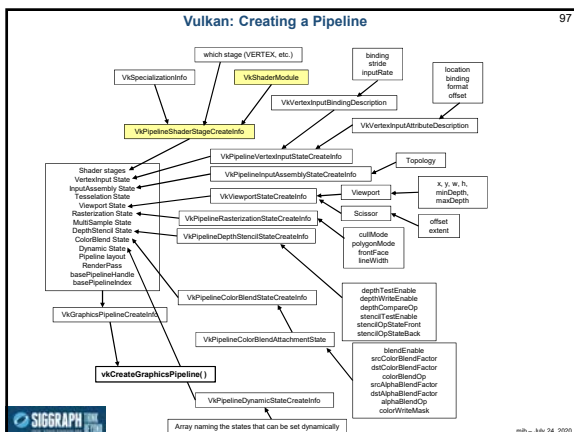 Vulkan: Creating a Pipeline
97
which stage (VERTEX, etc.)
binding
stride
inputRate
location
binding
format
offset
VkSpecializationInfo
VkShaderModule
VkVertexInputBindingDescription
VkPipelineShaderStageCreateInfo
VkVertexInputAttributeDescription
VkPipelineVertexInputStateCreateInfo
VkPipelineInputAssemblyStateCreateInfo
Topology
Shader stages
VertexInput State
InputAssembly State
Tesselation State
Viewport State
Rasterization State
MultiSample State
DepthStencil State
ColorBlend State
Dynamic State
Pipeline layout
RenderPass
basePipelineHandle
basePipelineIndex
VkViewportStateCreateInfo
Viewport
x, y, w, h,
minDepth,
maxDepth
Scissor
offset
extent
VkPipelineRasterizationStateCreateInfo
cullMode
polygonMode
frontFace
lineWidth
VkPipelineDepthStencilStateCreateInfo
depthTestEnable
depthWriteEnable
depthCompareOp
stencilTestEnable
stencilOpStateFront
stencilOpStateBack
VkPipelineColorBlendStateCreateInfo
VkGraphicsPipelineCreateInfo
VkPipelineColorBlendAttachmentState
blendEnable
srcColorBlendFactor
dstColorBlendFactor
colorBlendOp
srcAlphaBlendFactor
dstAlphaBlendFactor
alphaBlendOp
colorWriteMask
vkCreateGraphicsPipeline( )
VkPipelineDynamicStateCreateInfo
Array naming the states that can be set dynamically
SIGGRAPH
THINK
BEYOND
mjb – July 24, 2020